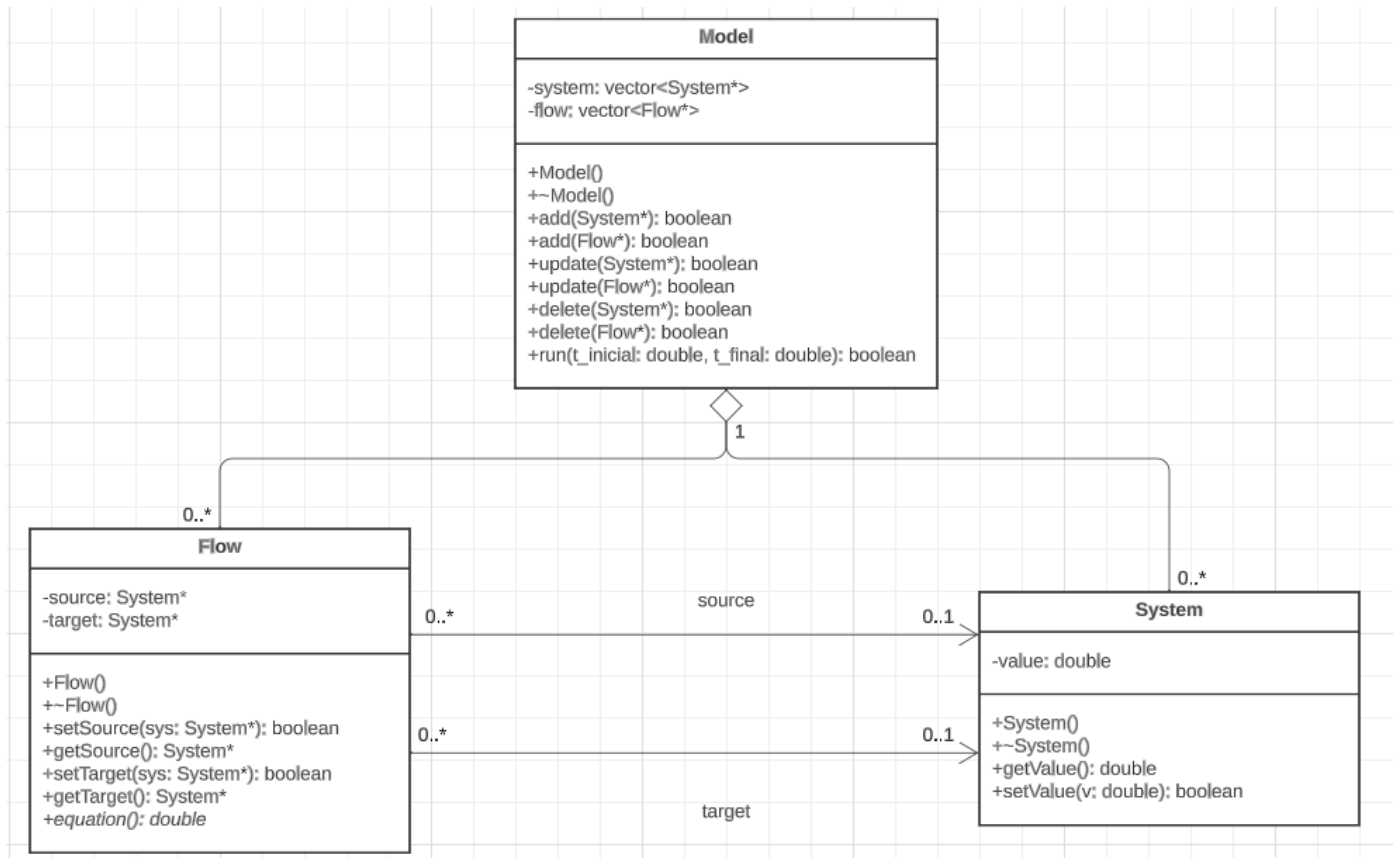 Model
-system: vector<System*>
-flow: vector<Flow*>
+Model()
+~Model()
+add(System*): boolean
+add(Flow*): boolean
+update(System*): boolean
+update(Flow*): boolean
+delete(System*): boolean
+delete(Flow*): boolean
+run(t_inicial: double, t_final: double): boolean
1
0..*
Flow
-source: System*
-target: System*
+Flow()
+~Flow()
+setSource(sys: System*): boolean
+getSource(): System*
+setTarget(sys: System*): boolean
+getTarget(): System*
+equation(): double
0..*
source
0..1
0..*
target
0..1
0..*
System
-value: double
+System()
+~System()
+getValue(): double
+setValue(v: double): boolean